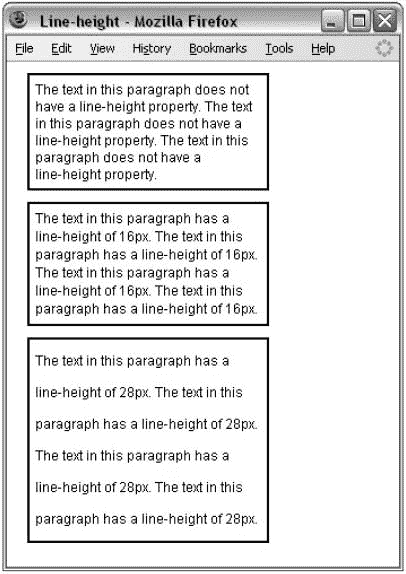 Line-height - Mozilla Firefox
File Edit View History Bookmarks Tools Help
The text in this paragraph does not
have a line-height property. The text
in this paragraph does not have a
line-height property. The text in this
paragraph does not have a
line-height property.
The text in this paragraph has a
line-height of 16px. The text in this
paragraph has a line-height of 16px.
The text in this paragraph has a
line-height of 16px. The text in this
paragraph has a line-height of 16px.
The text in this paragraph has a
line-height of 28px. The text in this
paragraph has a line-height of 28px.
The text in this paragraph has a
line-height of 28px. The text in this
paragraph has a line-height of 28px.